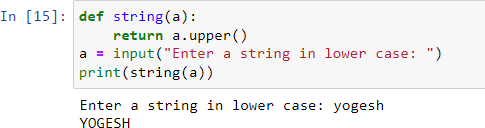 In [15]: def string(a):
    return a.upper()
a = input("Enter a string in lower case: ")
print(string(a))
Enter a string in lower case: yogesh
YOGESH